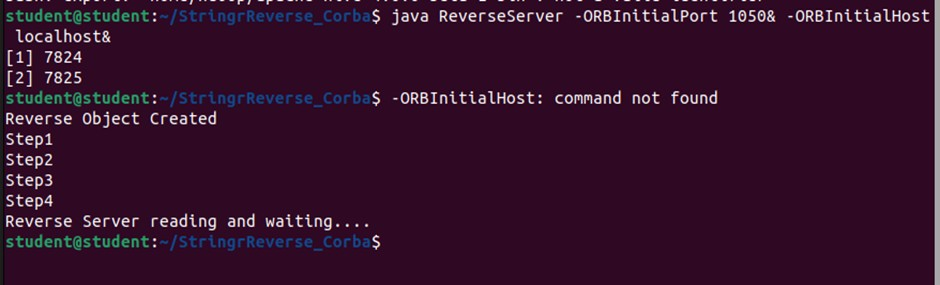 student@student:~/StringrReverse_Corba$ java ReverseServer -ORBInitialPort 1050& -ORBInitialHost
 localhost&
[1] 7824
[2] 7825
student@student:~/StringrReverse_Corba$ -ORBInitialHost: command not found
Reverse Object Created
Step1
Step2
Step3
Step4
Reverse Server reading and waiting....
student@student:~/StringrReverse_Corba$